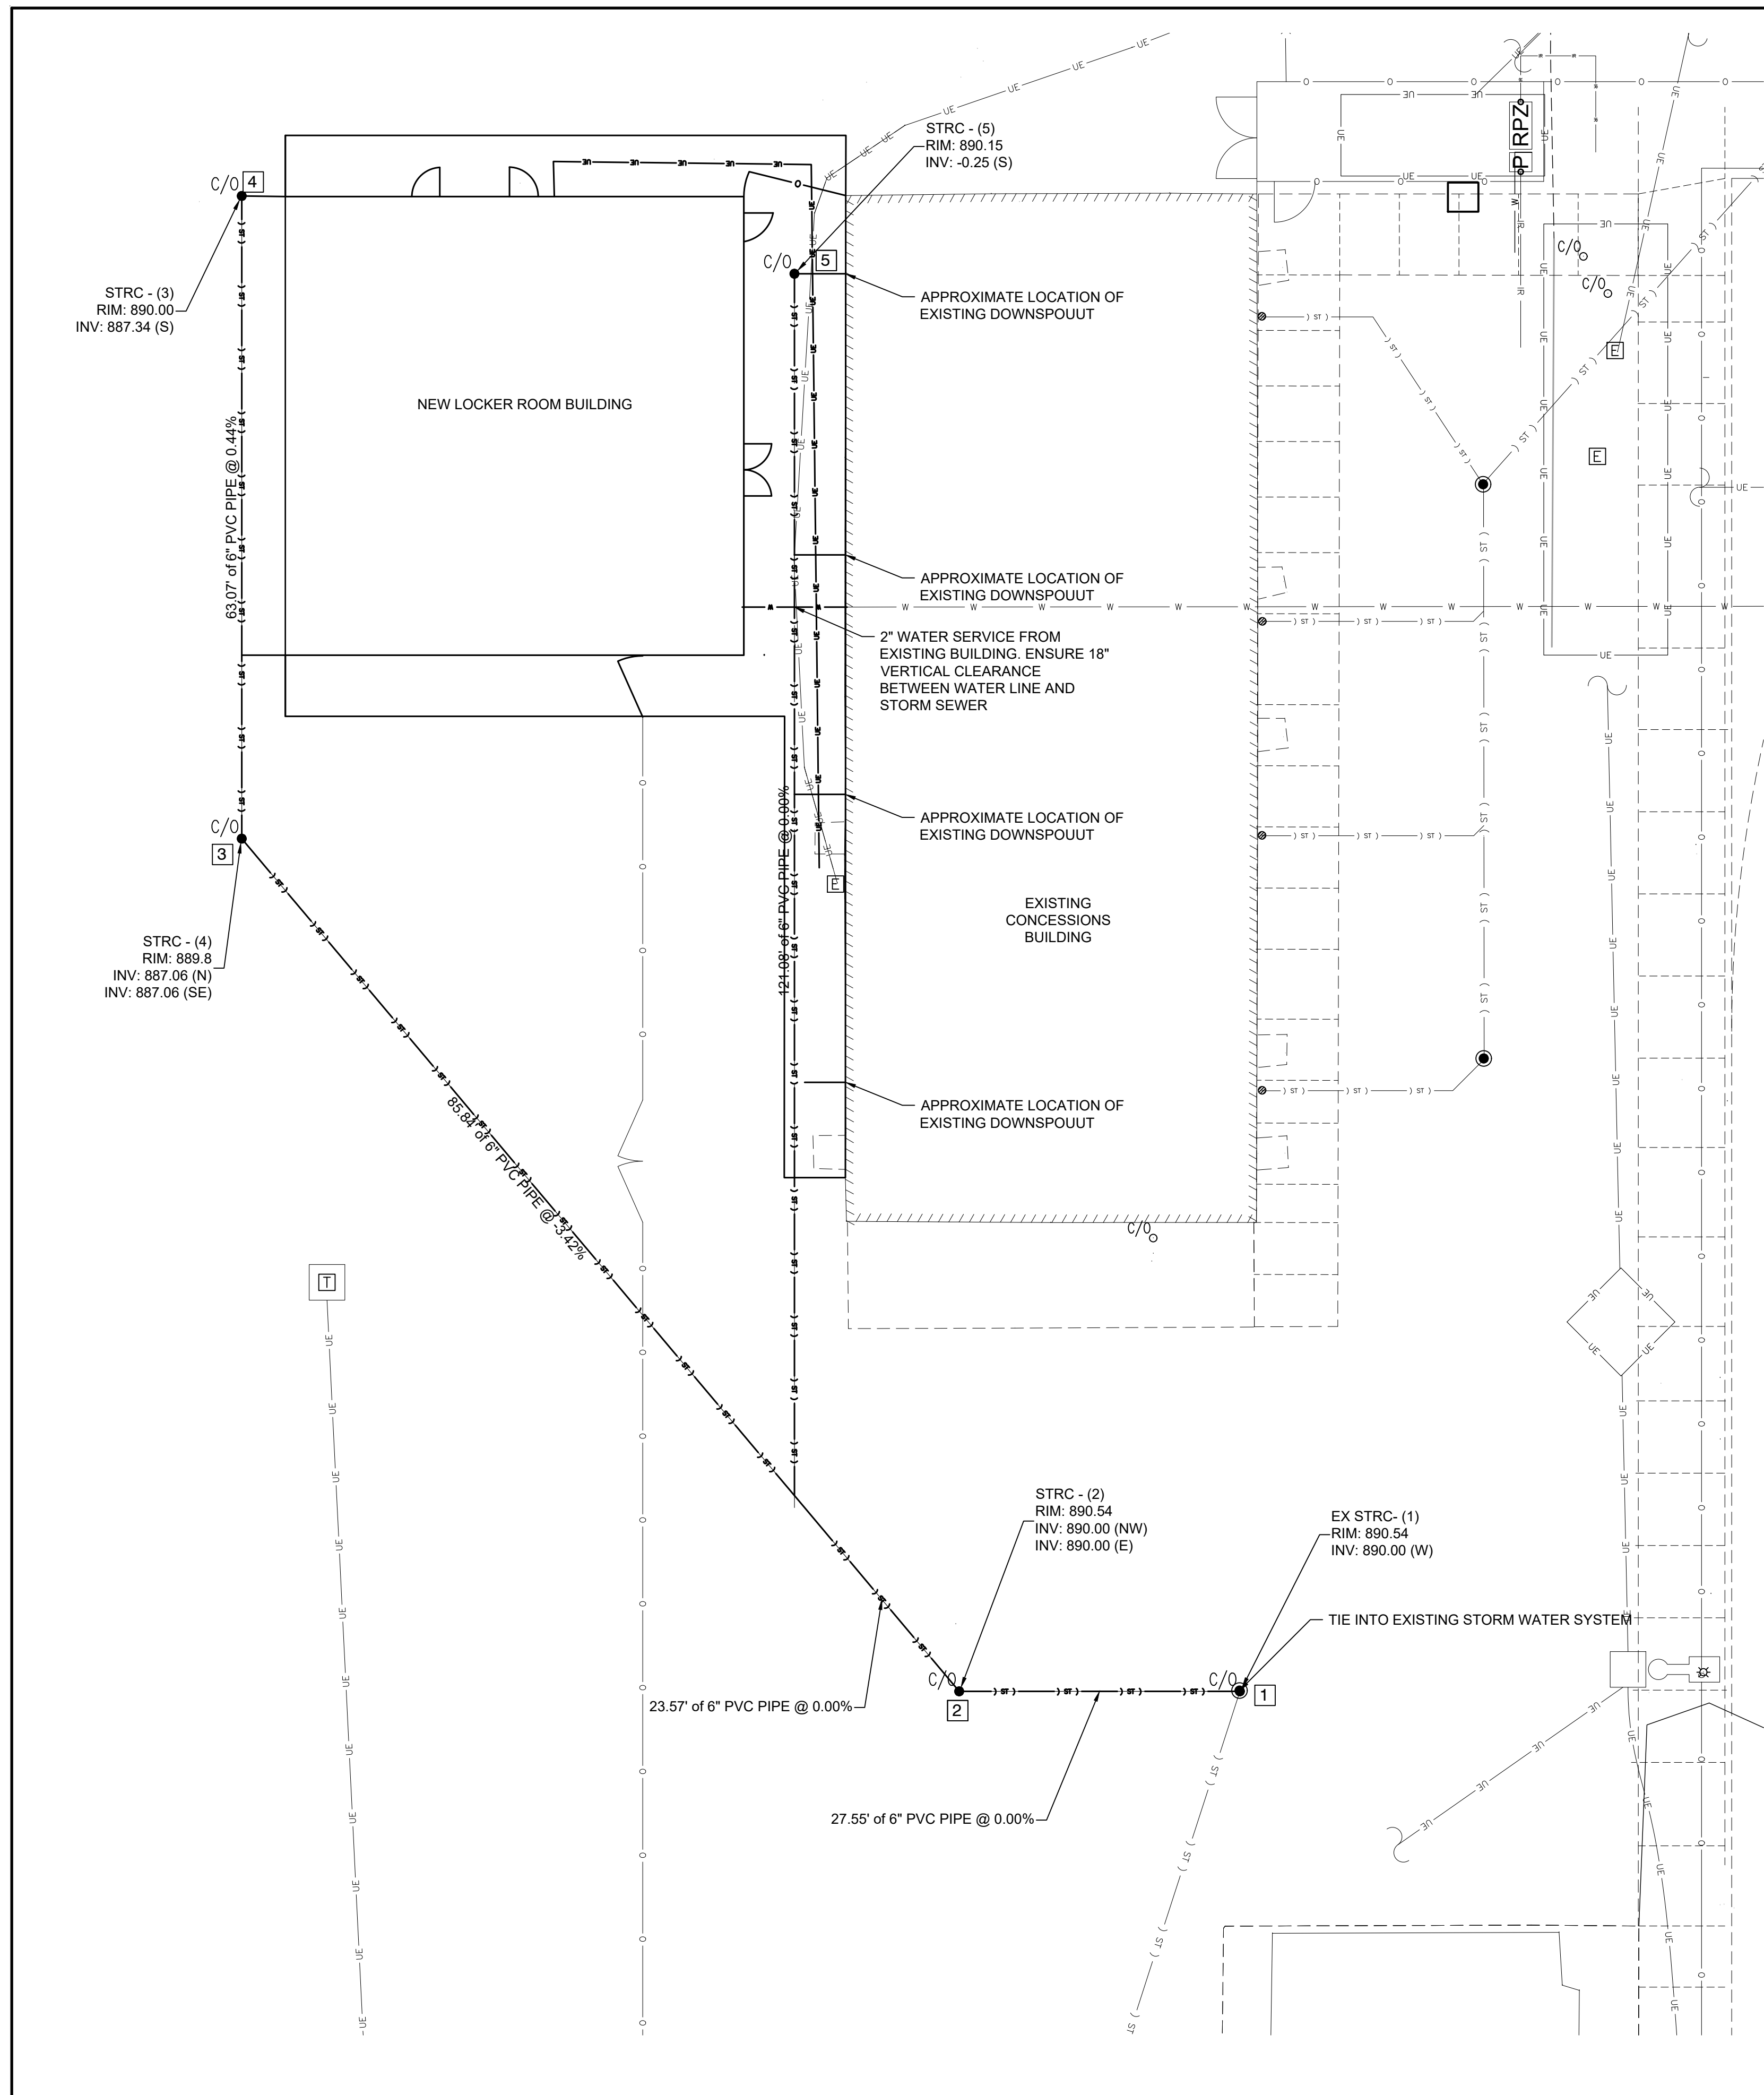 STRC - (5)
RIM: 890.15
INV: -0.25 (S)
C/O 4
C/O 5
RPZ
P
STRC - (3)
RIM: 890.00
INV: 887.34 (S)
APPROXIMATE LOCATION OF
EXISTING DOWNSPOUUT
C/O
C/O
E
E
NEW LOCKER ROOM BUILDING
63.07' of 6" PVC PIPE @ 0.44%
APPROXIMATE LOCATION OF
EXISTING DOWNSPOUUT
2" WATER SERVICE FROM
EXISTING BUILDING. ENSURE 18"
VERTICAL CLEARANCE
BETWEEN WATER LINE AND
STORM SEWER
APPROXIMATE LOCATION OF
EXISTING DOWNSPOUUT
C/O
3
121.08' of 6" PVC PIPE @ 0.00%
E
EXISTING
CONCESSIONS
BUILDING
STRC - (4)
RIM: 889.8
INV: 887.06 (N)
INV: 887.06 (SE)
APPROXIMATE LOCATION OF
EXISTING DOWNSPOUUT
85.84' of 6" PVC PIPE @ -3.42%
C/O
T
STRC - (2)
RIM: 890.54
INV: 890.00 (NW)
INV: 890.00 (E)
EX STRC- (1)
RIM: 890.54
INV: 890.00 (W)
TIE INTO EXISTING STORM WATER SYSTEM
C/O
2
C/O
1
23.57' of 6" PVC PIPE @ 0.00%
27.55' of 6" PVC PIPE @ 0.00%
UE
ST
W
O
IR